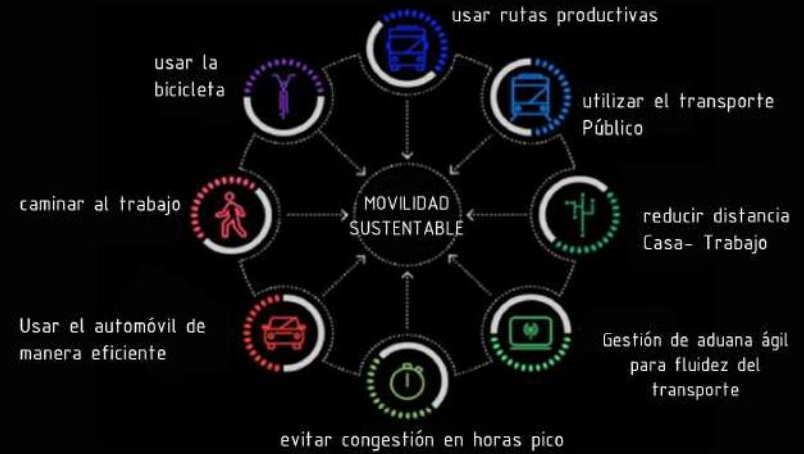 usar rutas productivas
utilizar el transporte
Público
reducir distancia
Casa- Trabajo
Gestión de aduana ágil
para fluidez del
transporte
evitar congestión en horas pico
Usar el automóvil de
manera eficiente
caminar al trabajo
usar la
bicicleta
MOVILIDAD
SUSTENTABLE